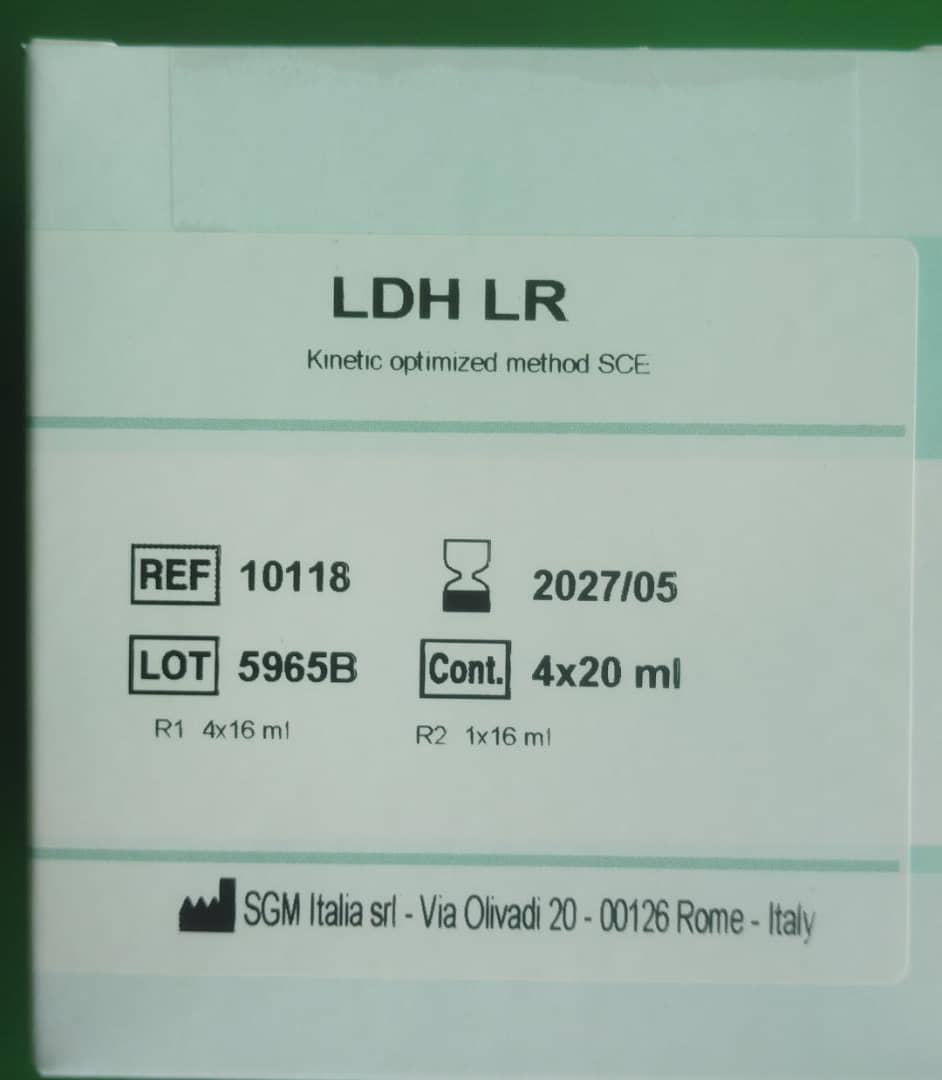 LDH LR
Kinetic optimized method SCE
REF 10118 2027/05
LOT 5965B Cont. 4x20 ml
R1 4x16 ml R2 1x16 ml
SGM Italia srl - Via Olivadi 20 - 00126 Rome - Italy